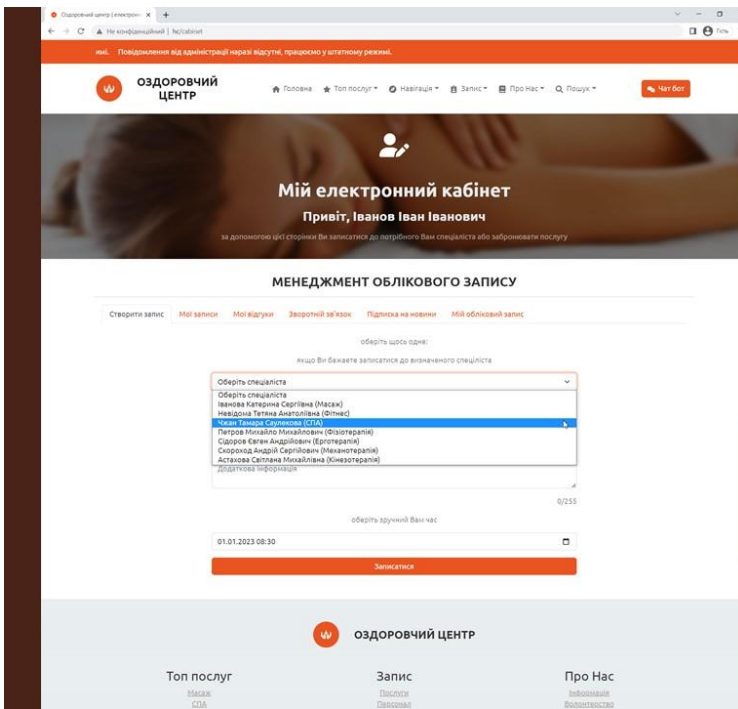 Оздоровчий центр (електронн
Не конфіденційний | hc/cabinet
Гість
ямі. Повідомлення від адміністрації наразі відсутні, працюємо у штатному режимі.
ОЗДОРОВЧИЙ ЦЕНТР
Головна Топ послуг Навігація Запис Про Нас Пошук Чат бот
Мій електронний кабінет
Привіт, Іванов Іван Іванович
за допомогою цієї сторінки Ви записатися до потрібного Вам спеціаліста або забронювати послугу
МЕНЕДЖМЕНТ ОБЛІКОВОГО ЗАПИСУ
Створити запис Мої записи Мої відгуки Зворотній зв'язок Підписка на новини Мій обліковий запис
оберіть щось одне:
якщо Ви бажаете записатися до визначеного спеціліста
Оберіть спеціаліста
Оберіть спеціаліста
Іванова Катерина Сергіївна (Масаж)
Невідома Тетяна Анатоліївна (Фітнес)
Чжан Тамара Саулекова (СПА)
Петров Михайло Михайлович (Фізіотерапія)
Сідоров Євген Андрійович (Ерготерапія)
Скороход Андрій Сергійович (Механотерапія)
Астахова Світлана Михайлівна (Кінезотерапія)
Додаткова інформація
0/255
оберіть зручний Вам час
01.01.2023 08:30
Записатися
ОЗДОРОВЧИЙ ЦЕНТР
Топ послуг Запис Про Нас
Масаж Послуги Інформація
СПА Персонал Волонтерство